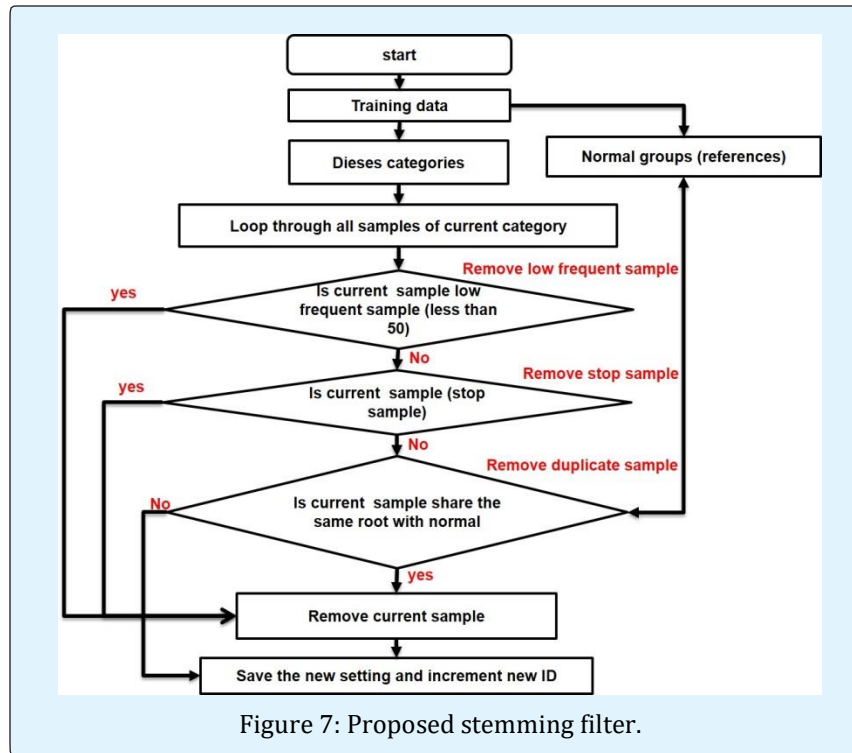 start
Training data
Normal groups (references)
Dieses categories
Loop through all samples of current category
Remove low frequent sample
yes
Is current sample low
frequent sample (less than
50)
No
Remove stop sample
yes
Is current sample (stop
sample)
No
Remove duplicate sample
No
Is current sample share the
same root with normal
yes
Remove current sample
Save the new setting and increment new ID
Figure 7: Proposed stemming filter.